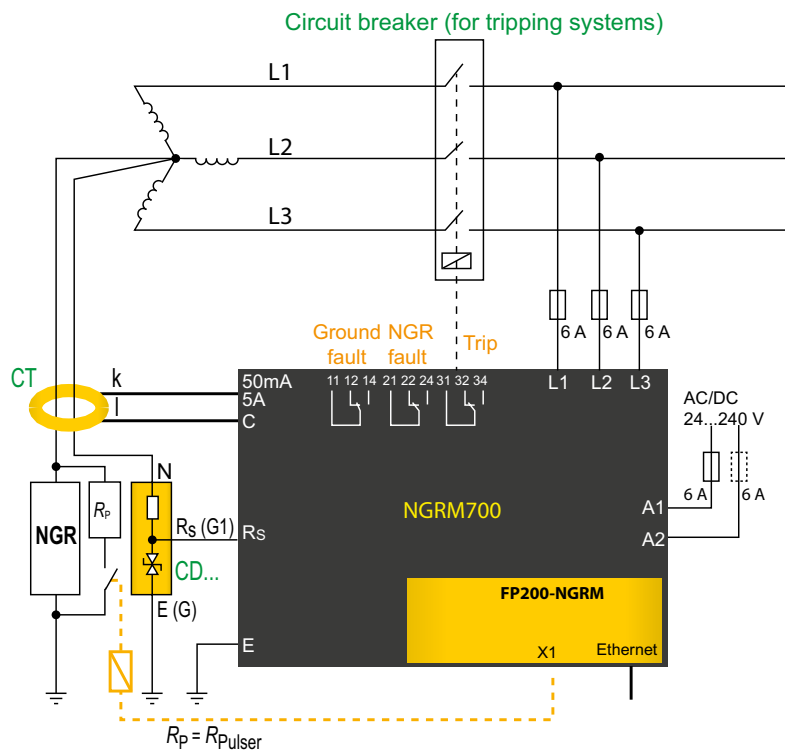 Circuit breaker (for tripping systems)
L1
L2
L3
6 A
6 A
6 A
Ground fault
NGR fault
Trip
CT
k
l
50mA
5A
C
11 12 14
21 22 24
31 32 34
L1
L2
L3
AC/DC
24...240 V
6 A
6 A
N
NGR
RP
RS (G1)
RS
CD...
E (G)
NGRM700
A1
A2
FP200-NGRM
E
X1
Ethernet
RP = RPulser